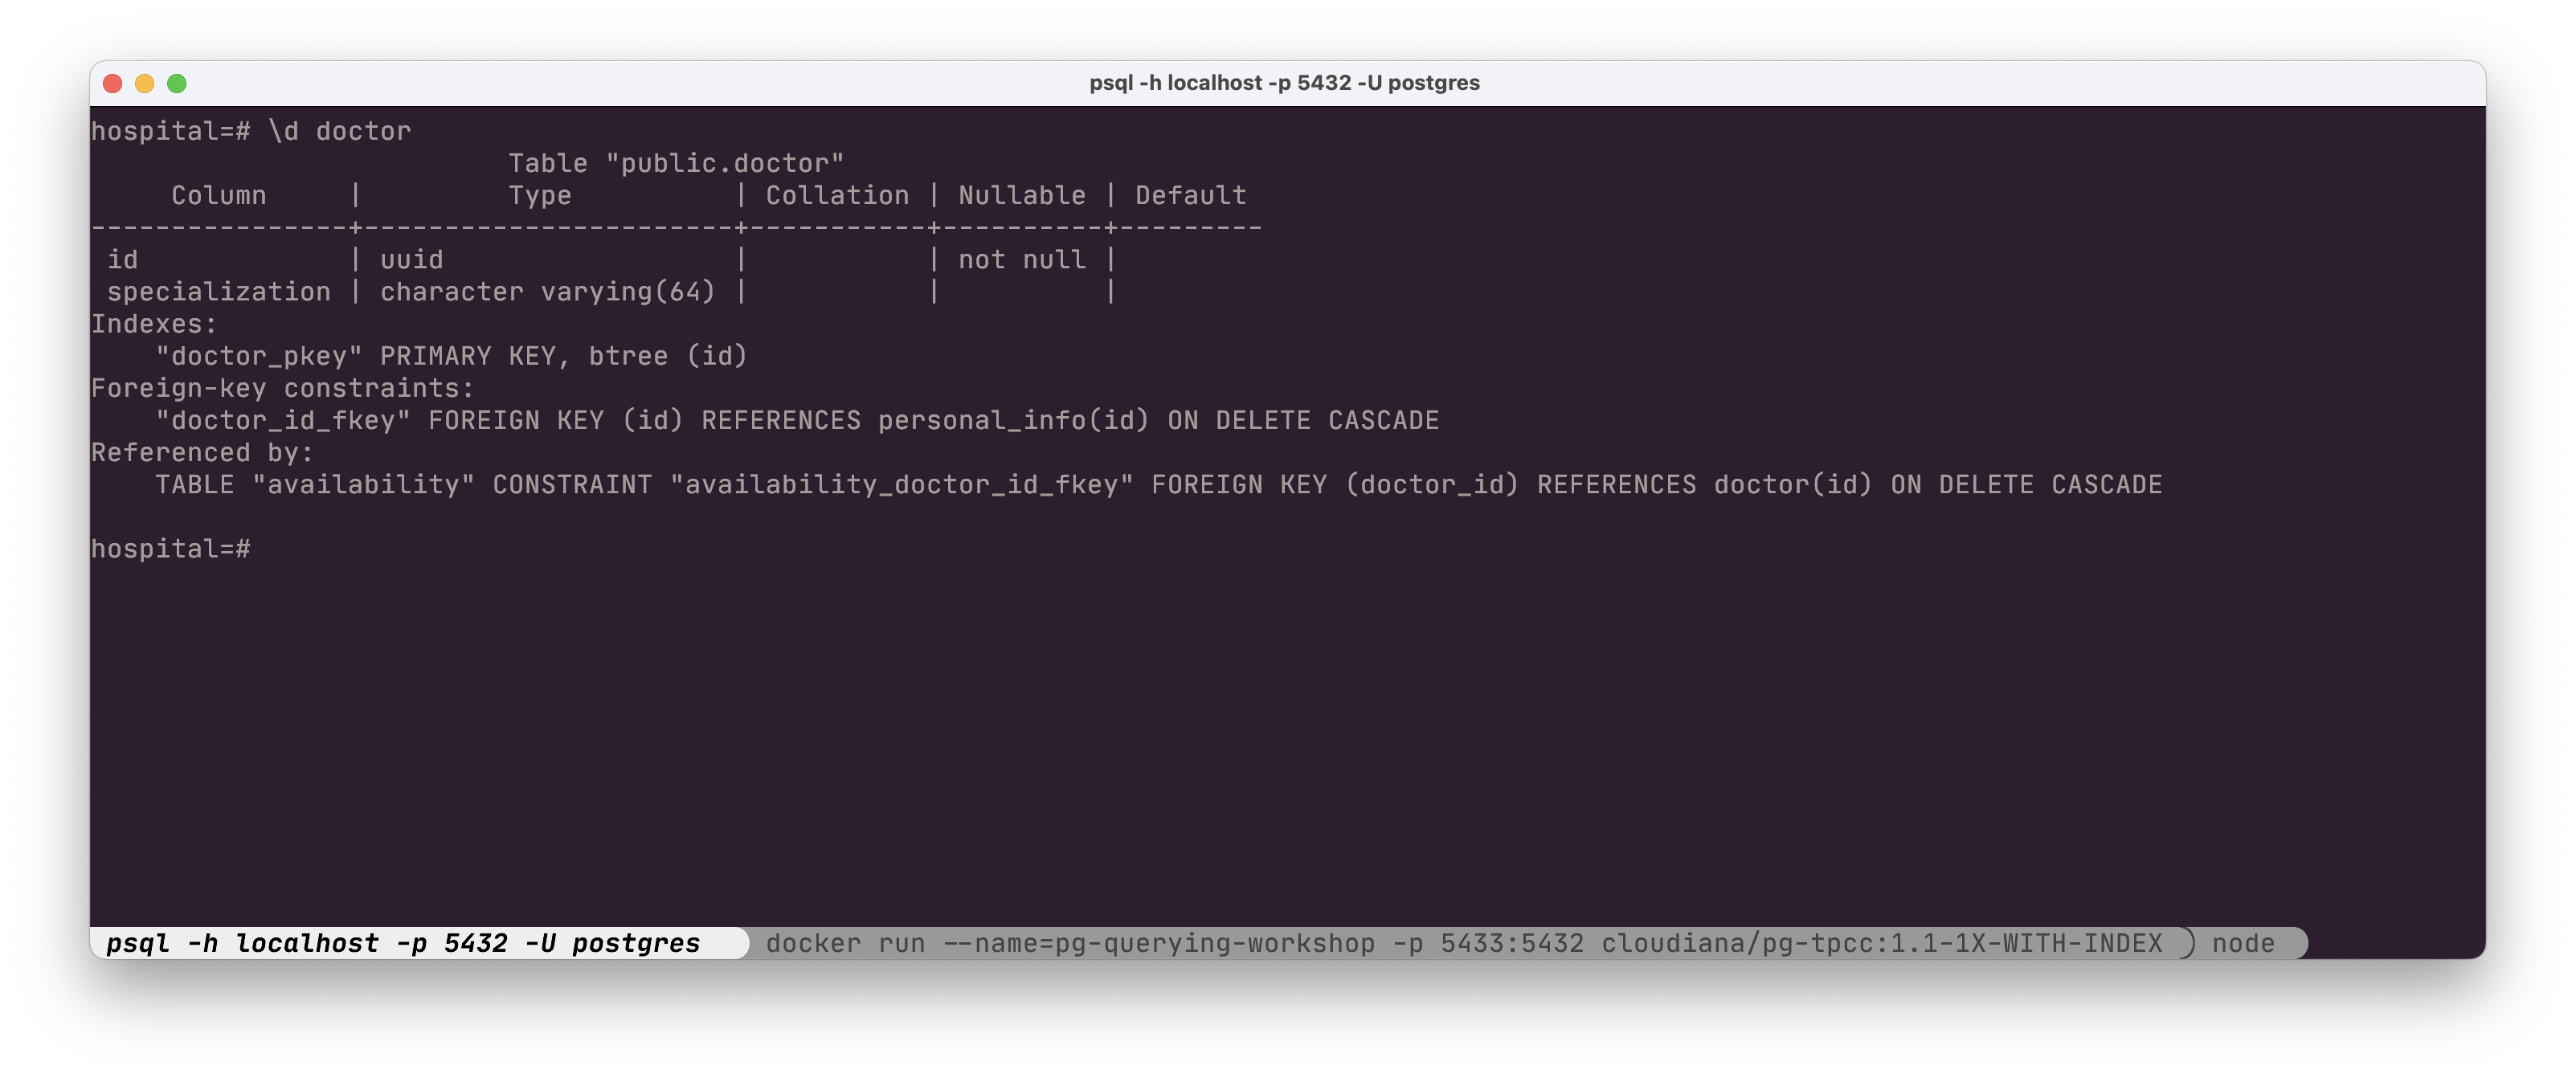 psql -h localhost -p 5432 -U postgres
hospital=# \d doctor
                          Table "public.doctor"
     Column     |         Type          | Collation | Nullable | Default
----------------+-----------------------+-----------+----------+---------
 id             | uuid                  |           | not null |
 specialization | character varying(64) |           |          |
Indexes:
    "doctor_pkey" PRIMARY KEY, btree (id)
Foreign-key constraints:
    "doctor_id_fkey" FOREIGN KEY (id) REFERENCES personal_info(id) ON DELETE CASCADE
Referenced by:
    TABLE "availability" CONSTRAINT "availability_doctor_id_fkey" FOREIGN KEY (doctor_id) REFERENCES doctor(id) ON DELETE CASCADE
hospital=#
psql -h localhost -p 5432 -U postgres docker run --name=pg-querying-workshop -p 5433:5432 cloudiana/pg-tpcc:1.1-1X-WITH-INDEX node